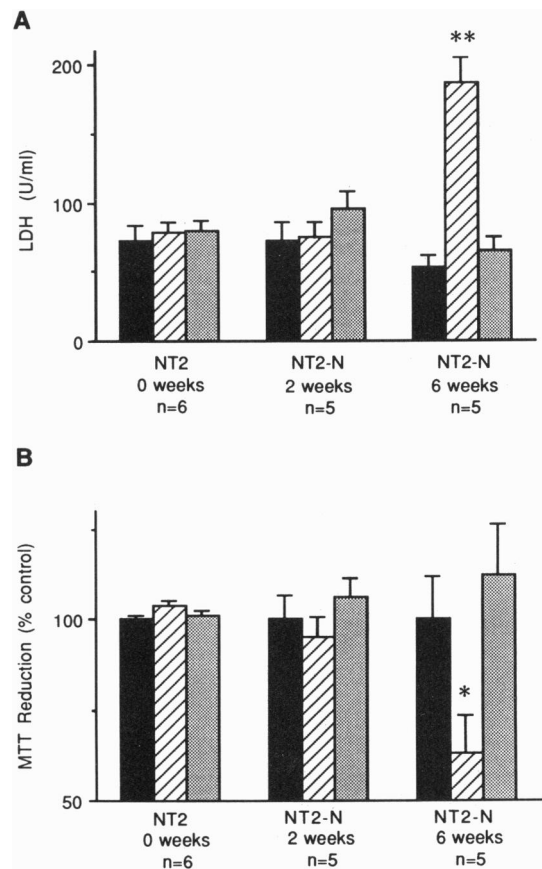 A
**
200
100
0
LDH (U/ml)
NT2 NT2-N NT2-N
0 weeks 2 weeks 6 weeks
n=6 n=5 n=5
B
100
50
MTT Reduction (% control)
*
NT2 NT2-N NT2-N
0 weeks 2 weeks 6 weeks
n=6 n=5 n=5